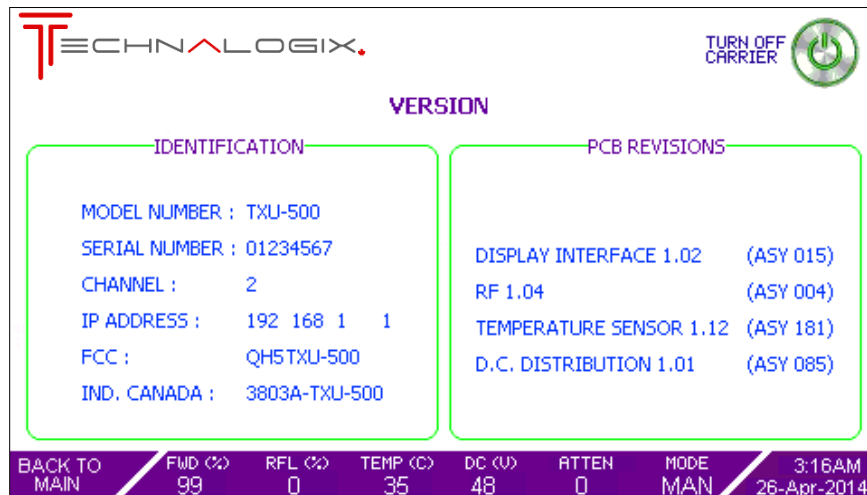 TECHNALOGIX.
TURN OFF
CARRIER
VERSION
IDENTIFICATION
MODEL NUMBER : TXU-500
SERIAL NUMBER : 01234567
CHANNEL : 2
IP ADDRESS : 192 168 1 1
FCC : QH5TXU-500
IND. CANADA : 3803A-TXU-500
PCB REVISIONS
DISPLAY INTERFACE 1.02 (ASY 015)
RF 1.04 (ASY 004)
TEMPERATURE SENSOR 1.12 (ASY 181)
D.C. DISTRIBUTION 1.01 (ASY 085)
BACK TO
MAIN
FWD (%)
99
RFL (%)
0
TEMP (C)
35
DC (V)
48
ATTEN
0
MODE
MAN
3:16AM
26-Apr-2014